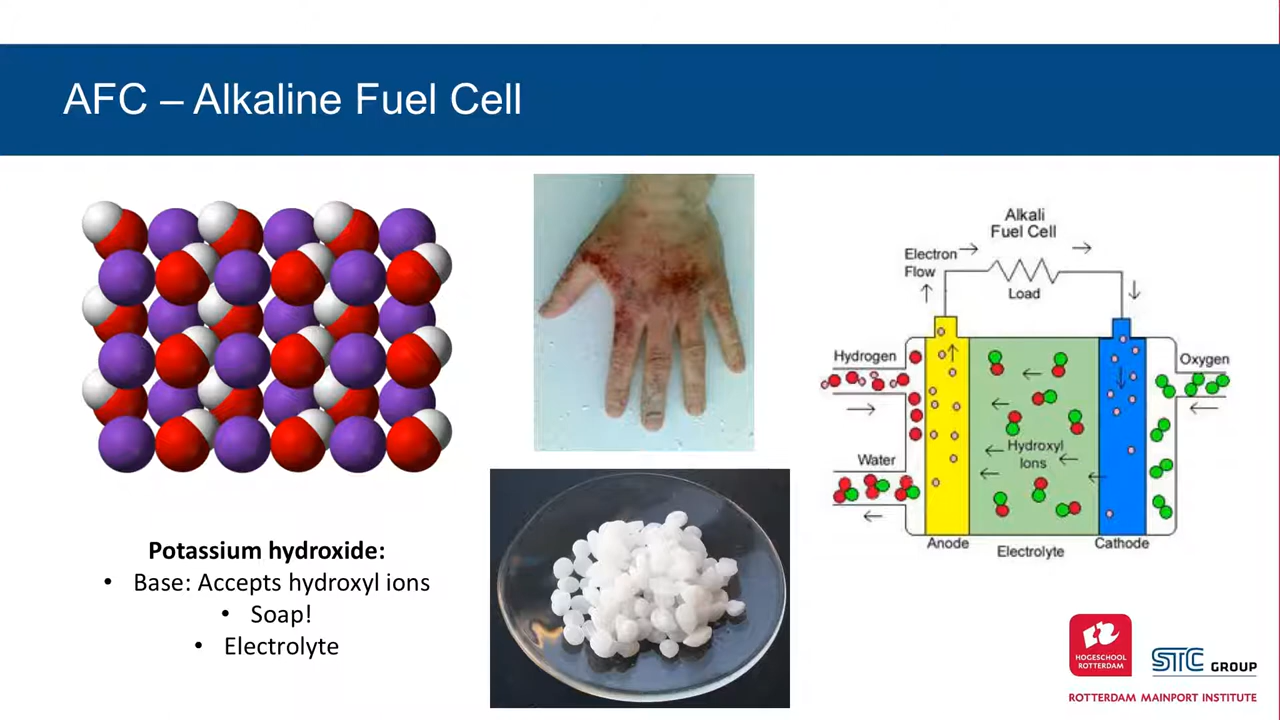 AFC – Alkaline Fuel Cell
Potassium hydroxide:
• Base: Accepts hydroxyl ions
• Soap!
• Electrolyte
Alkali
Fuel Cell
Electron
Flow
Load
Hydrogen
Oxygen
Hydroxyl
Ions
Water
Anode
Electrolyte
Cathode
HOGESCHOOL
ROTTERDAM
STC GROUP
ROTTERDAM MAINPORT INSTITUTE